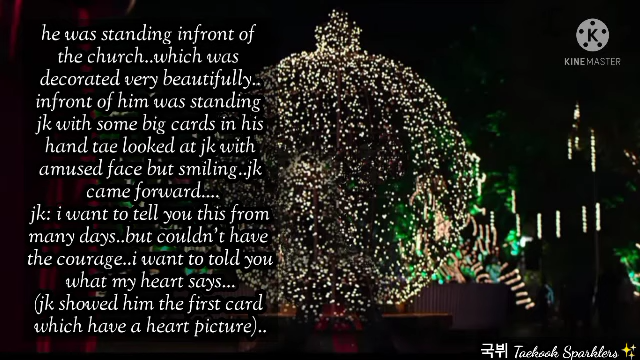 he was standing infront of
the church..which was
decorated very beautifully..
infront of him was standing
jk with some big cards in his
hand tae looked at jk with
amused face but smiling..jk
came forward....
jk: i want to tell you this from
many days..but couldn't have
the courage..i want to told you
what my heart says...
(jk showed him the first card
which have a heart picture)..
K
KINEMASTER
국뷔 Taekook Sparklers✨